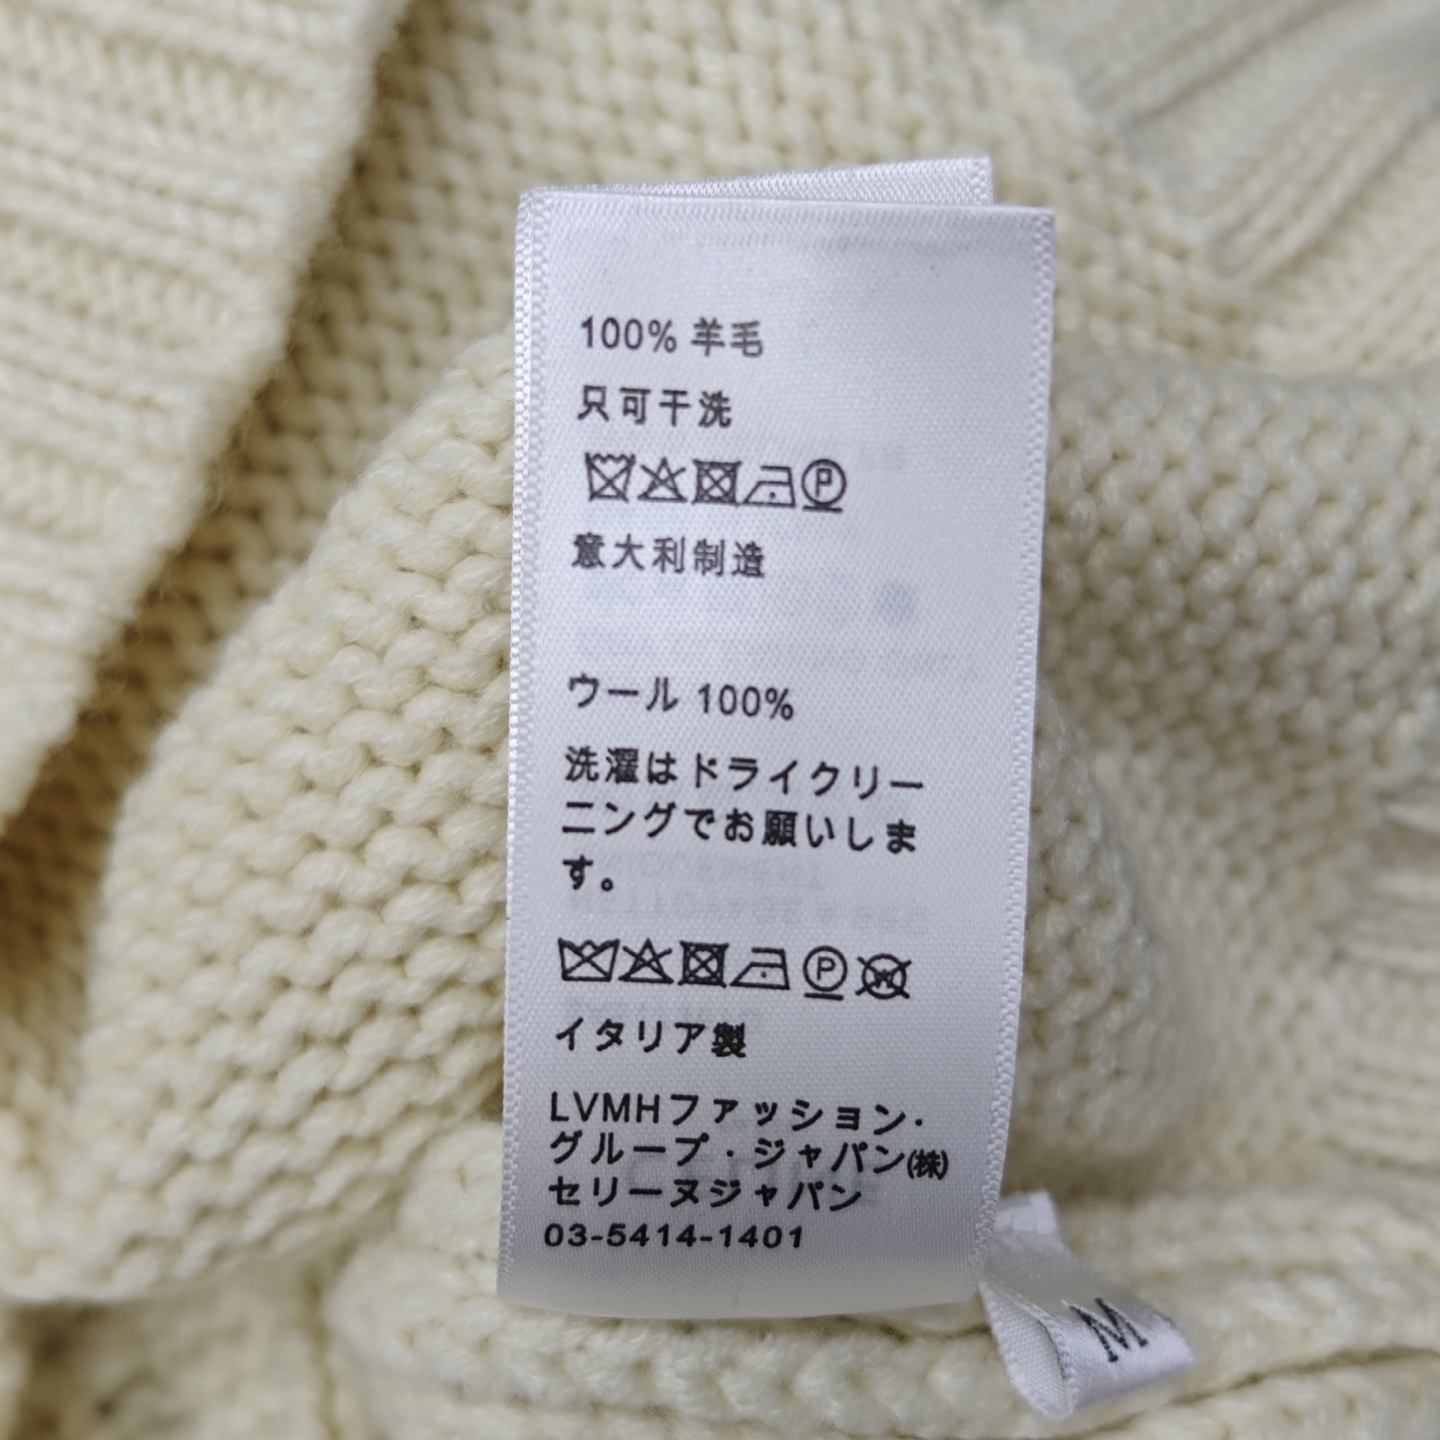 100% 羊毛
只可干洗
P
意大利制造
ウール 100%
洗濯はドライクリー
ニングでお願いしま
す。
P W
イタリア製
LVMHファッション・
グループ・ジャパン㈱
セリーヌジャパン
03-5414-1401
M